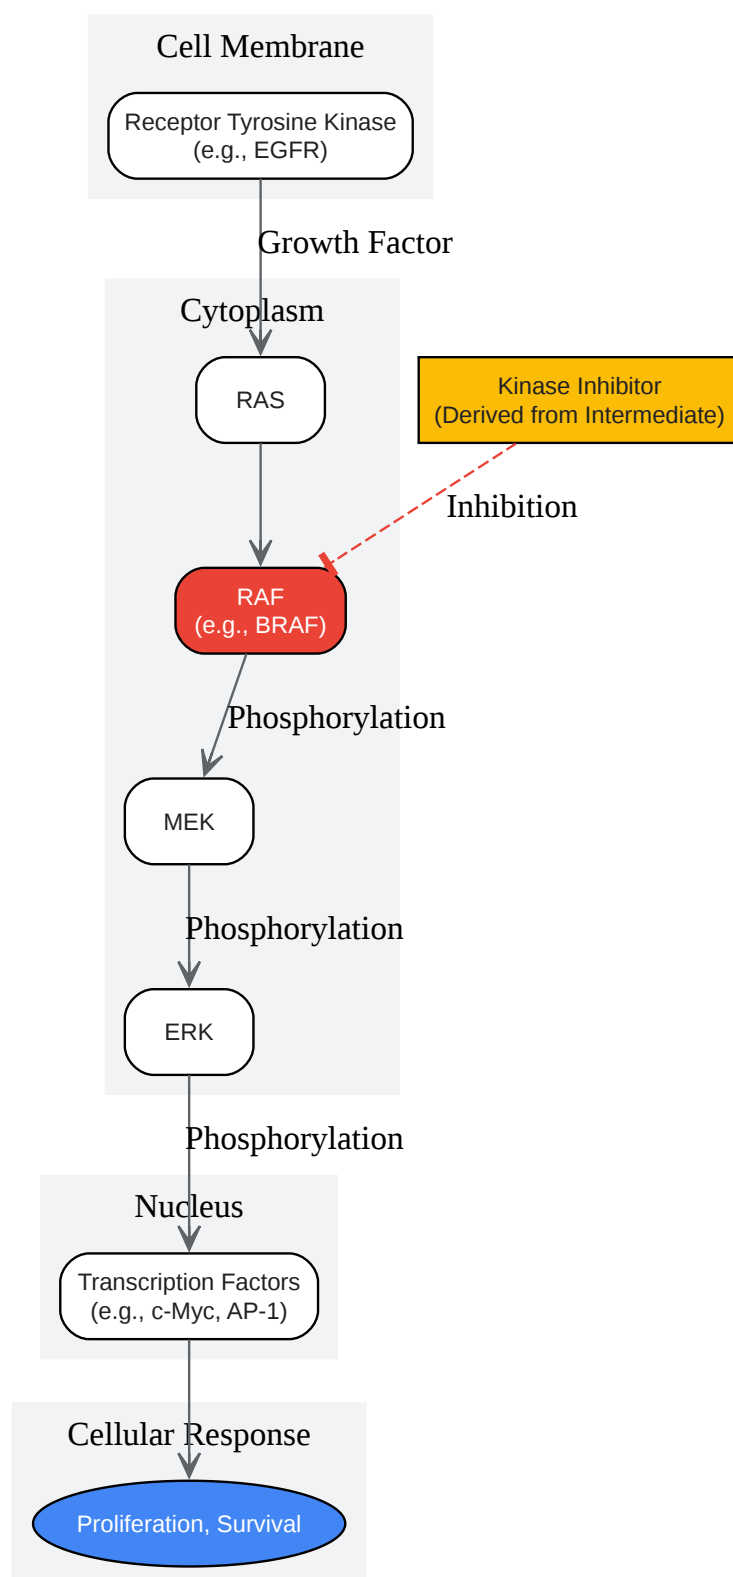 Cell Membrane
Receptor Tyrosine Kinase
(e.g., EGFR)
Growth Factor
Cytoplasm
RAS
Kinase Inhibitor
(Derived from Intermediate)
Inhibition
RAF
(e.g., BRAF)
Phosphorylation
MEK
Phosphorylation
ERK
Phosphorylation
Nucleus
Transcription Factors
(e.g., c-Myc, AP-1)
Cellular Response
Proliferation, Survival